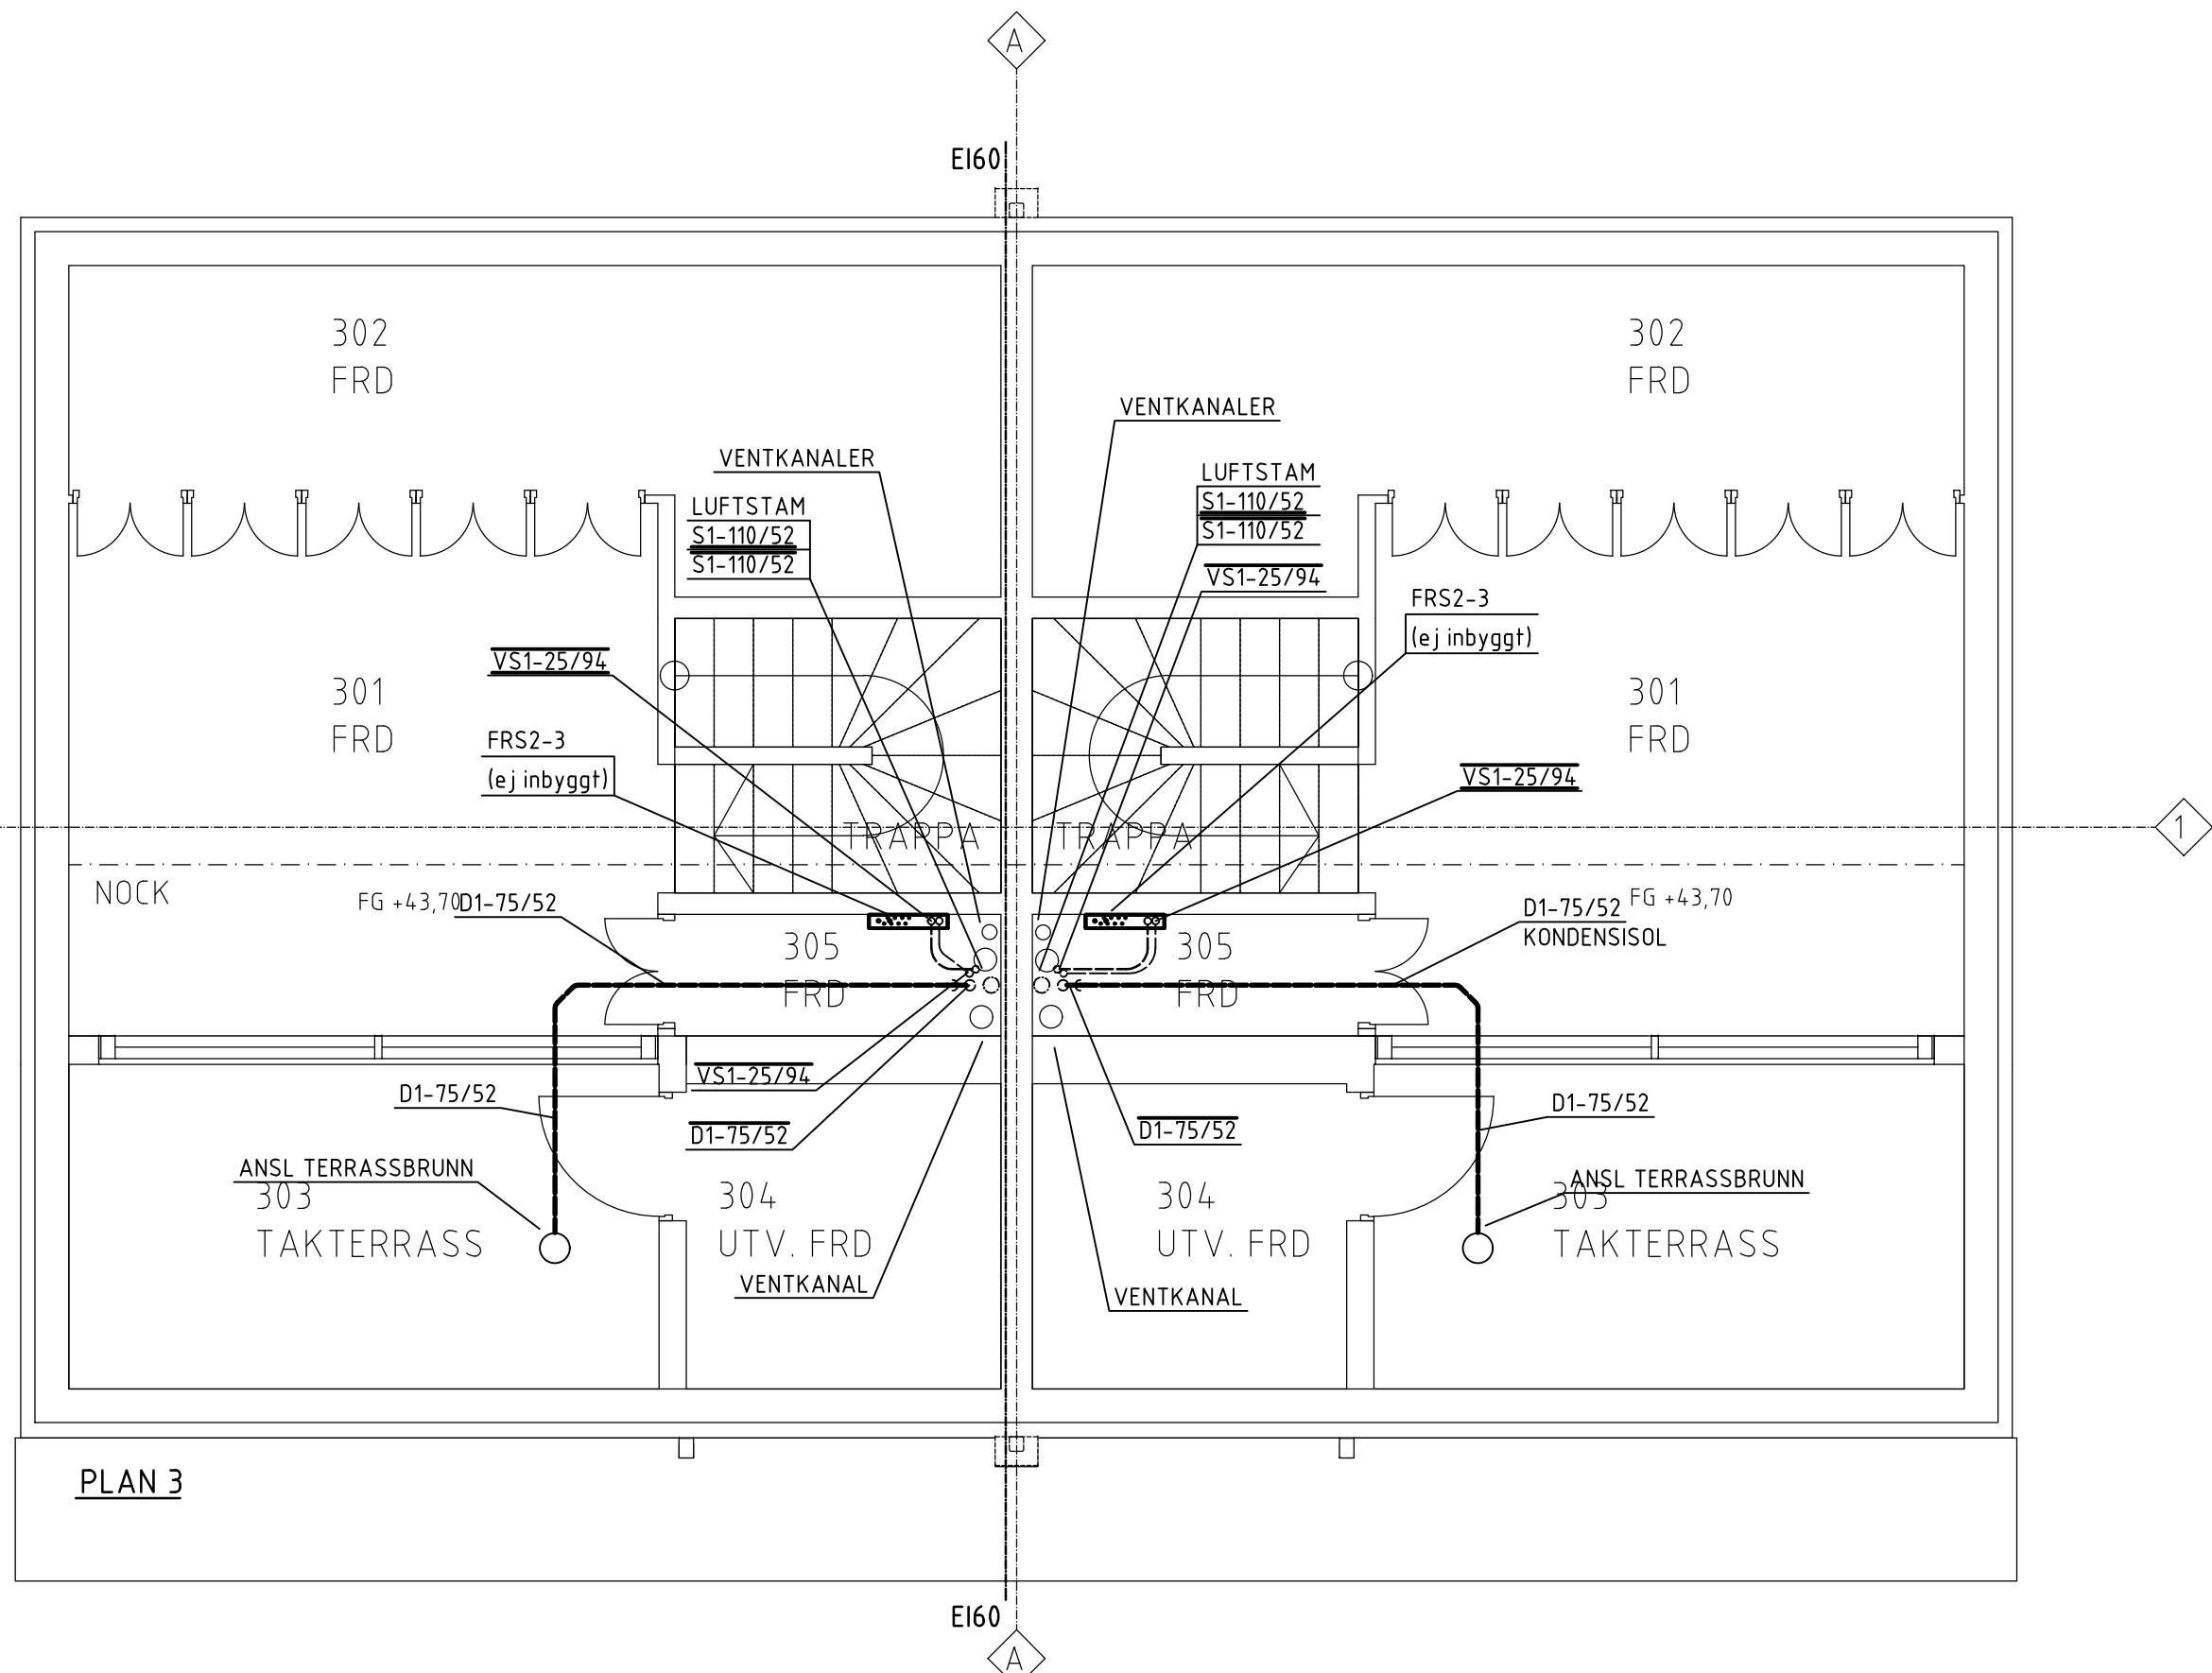 A
EI60
302
FRD
302
FRD
VENTKANALER
VENTKANALER
LUFTSTAM
S1-110/52
S1-110/52
LUFTSTAM
S1-110/52
S1-110/52
VS1-25/94
FRS2-3
(ej inbyggt)
VS1-25/94
301
FRD
301
FRD
FRS2-3
(ej inbyggt)
VS1-25/94
TRAPPA
TRAPPA
1
NOCK
FG +43,70
D1-75/52
D1-75/52
KONDENSISOL
FG +43,70
305
FRD
305
FRD
VS1-25/94
D1-75/52
D1-75/52
D1-75/52
D1-75/52
ANSL TERRASSBRUNN
303
TAKTERRASS
304
UTV. FRD
304
UTV. FRD
ANSL TERRASSBRUNN
303
TAKTERRASS
VENTKANAL
VENTKANAL
PLAN 3
EI60
A